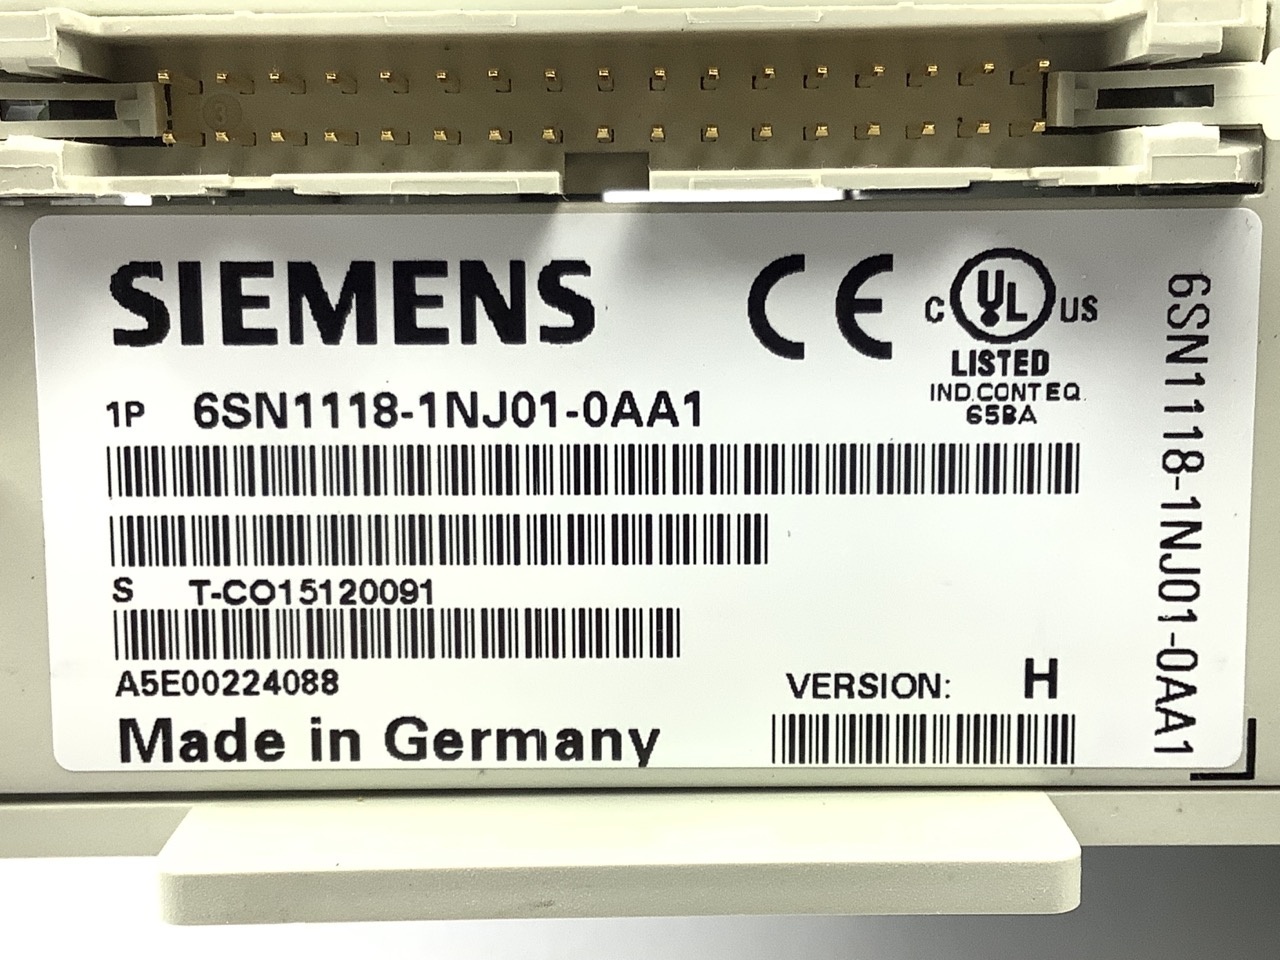 SIEMENS
CE
C UL US
LISTED
IND.CONT.EQ.
65BA
1P 6SN1118-1NJ01-0AA1
S T-CO15120091
A5E00224088
VERSION: H
Made in Germany
6SN1118-1NJ01-0AA1
3